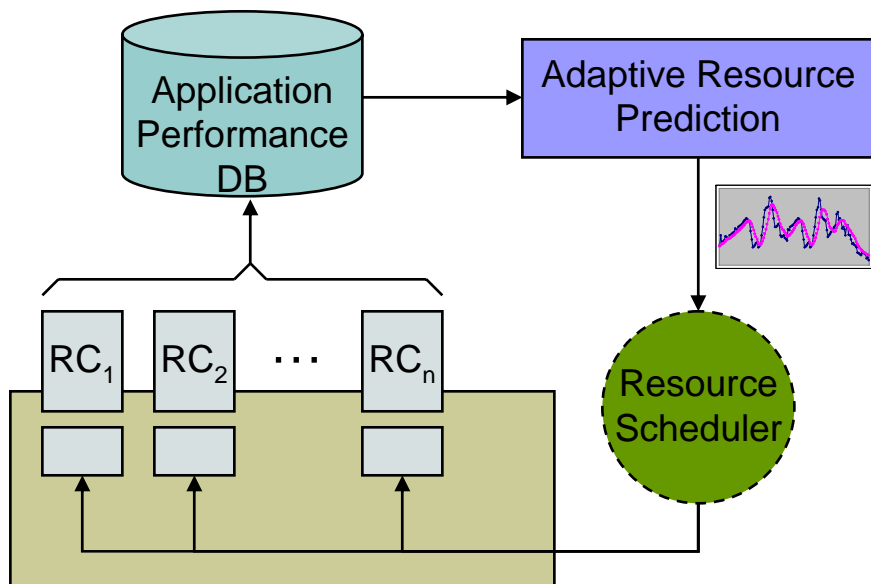 Application
Performance
DB
Adaptive Resource
Prediction
RC₁
RC₂
...
RCₙ
Resource
Scheduler